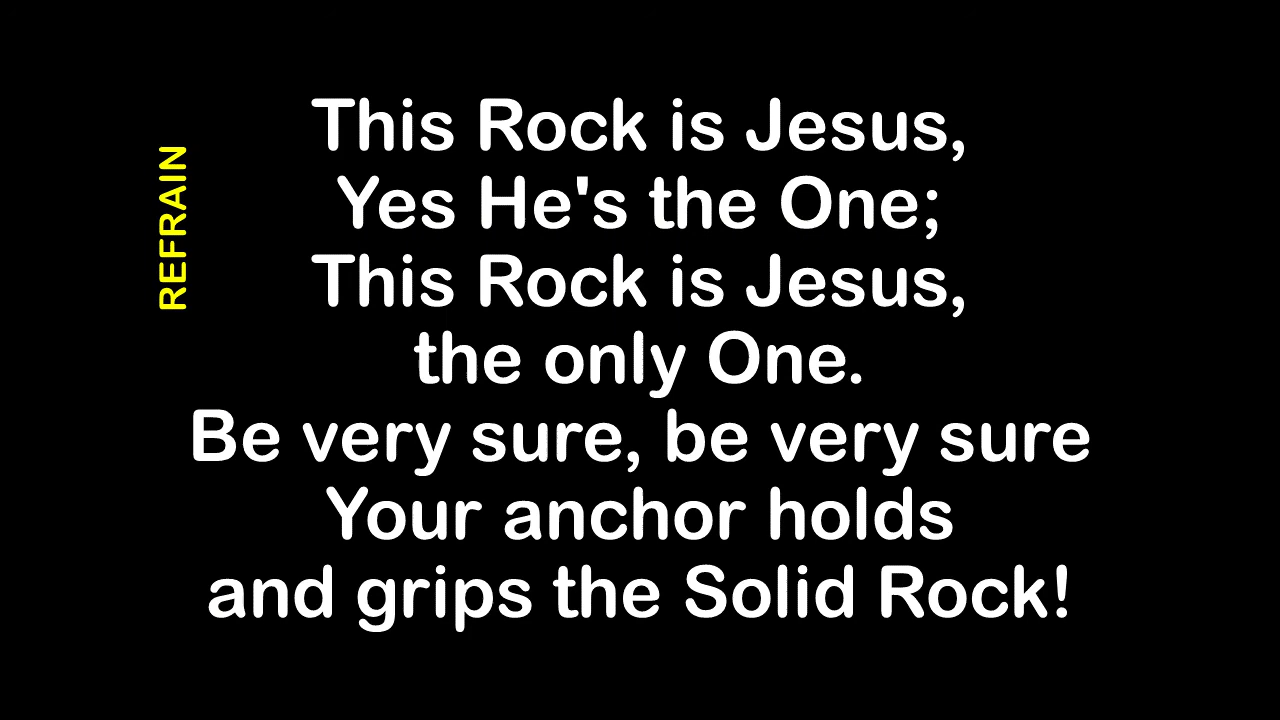 REFRAIN
This Rock is Jesus,
Yes He's the One;
This Rock is Jesus,
the only One.
Be very sure, be very sure
Your anchor holds
and grips the Solid Rock!